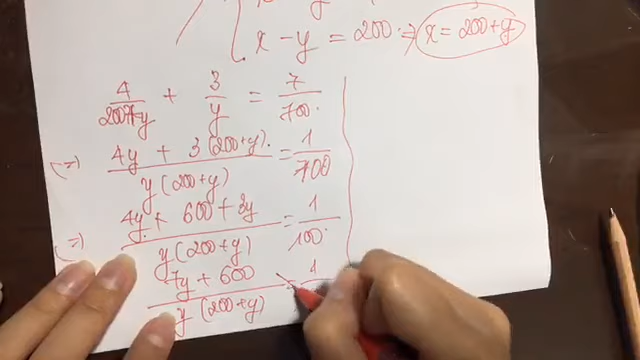 x - y = 200 => x = 200 + y
4/(200+y) + 3/y = 7/700
(=>) (4y + 3(200+y))/(y(200+y)) = 1/700
(=>) (4y + 600 + 3y)/(y(200+y)) = 1/100
(7y + 600)/(y(200+y)) = 1